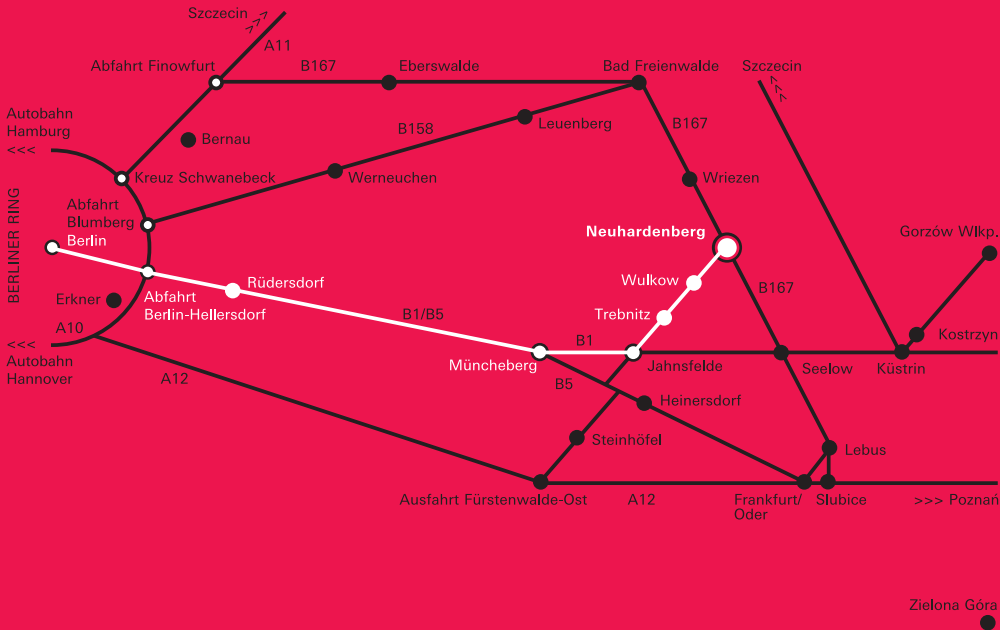 Szczecin
>>>
A11
Abfahrt Finowfurt
B167
Eberswalde
Bad Freienwalde
Szczecin
>>>
Autobahn
Hamburg
<<<
Bernau
B158
Leuenberg
B167
Kreuz Schwanebeck
Werneuchen
Wriezen
BERLINER RING
Abfahrt
Blumberg
Berlin
Neuhardenberg
Gorzów Wlkp.
Erkner
Abfahrt
Berlin-Hellersdorf
Rüdersdorf
Wulkow
B167
Trebnitz
A10
<<<
Autobahn
Hannover
B1/B5
B1
Kostrzyn
A12
Müncheberg
Jahnsfelde
Seelow
Küstrin
B5
Heinersdorf
Steinhöfel
Lebus
Ausfahrt Fürstenwalde-Ost
A12
Frankfurt/
Oder
Slubice
>>> Poznań
Zielona Góra